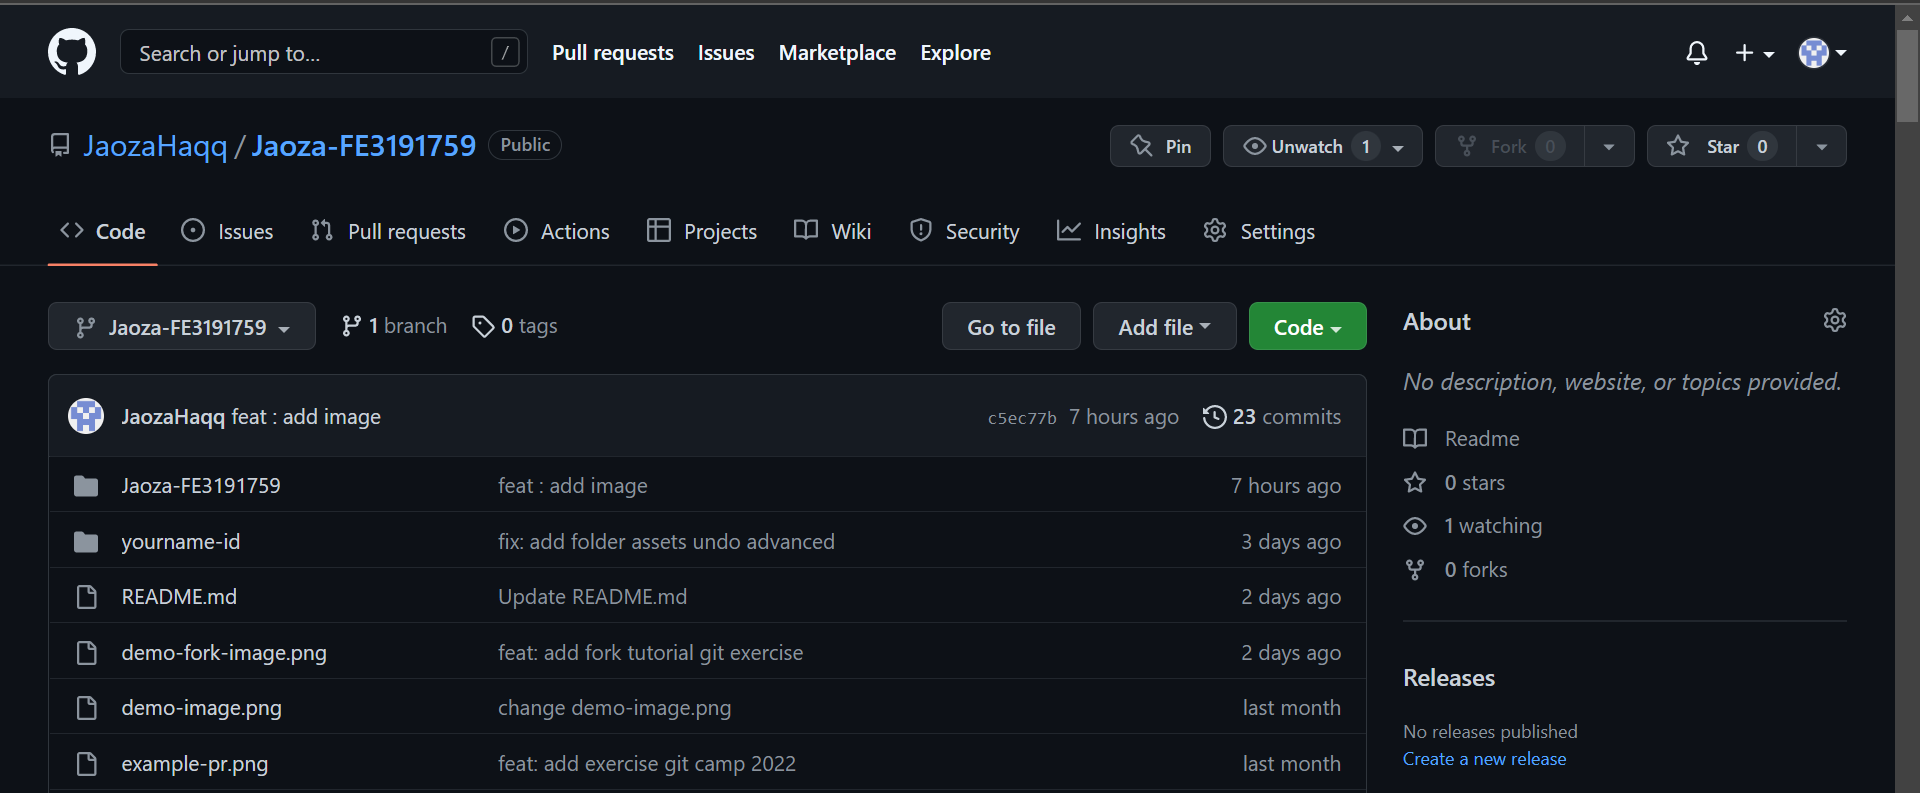 Search or jump to... /
Pull requests Issues Marketplace Explore
JaozaHaqq / Jaoza-FE3191759 Public
Pin Unwatch 1 Fork 0 Star 0
Code Issues Pull requests Actions Projects Wiki Security Insights Settings
Jaoza-FE3191759 1 branch 0 tags Go to file Add file Code
JaozaHaqq feat : add image c5ec77b 7 hours ago 23 commits
Jaoza-FE3191759 feat : add image 7 hours ago
yourname-id fix: add folder assets undo advanced 3 days ago
README.md Update README.md 2 days ago
demo-fork-image.png feat: add fork tutorial git exercise 2 days ago
demo-image.png change demo-image.png last month
example-pr.png feat: add exercise git camp 2022 last month
About
No description, website, or topics provided.
Readme
0 stars
1 watching
0 forks
Releases
No releases published
Create a new release